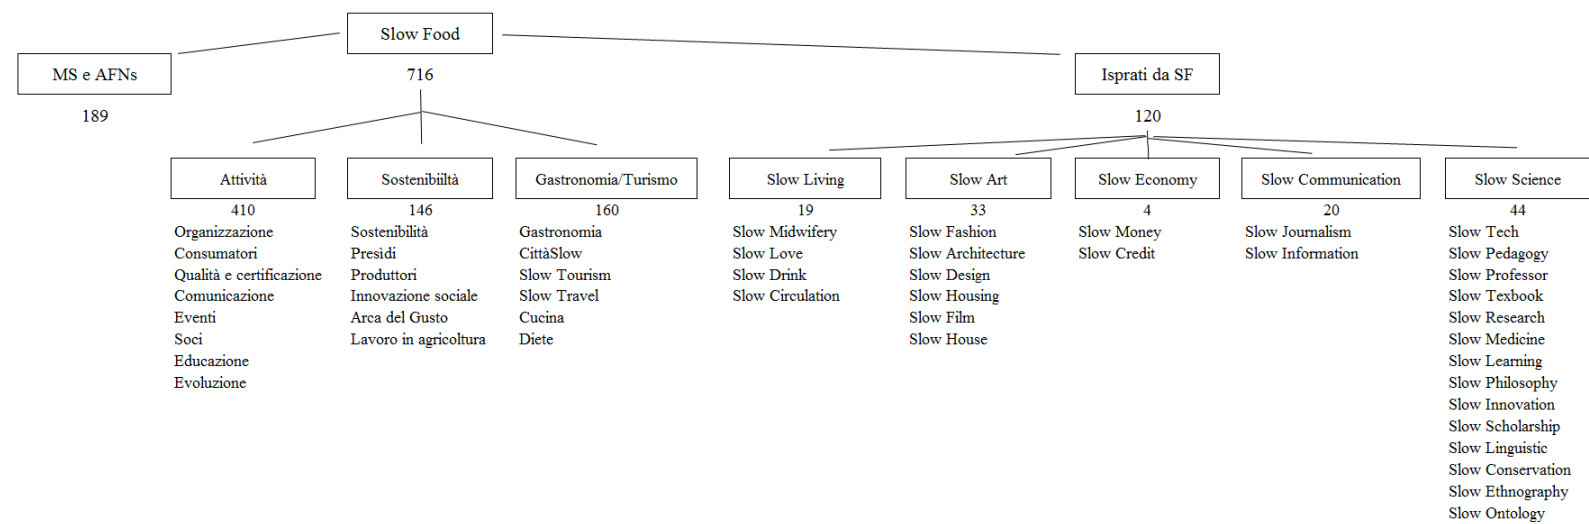 Slow Food
MS e AFNs
716
Isprati da SF
189
120
Attività
Sostenibiiltà
Gastronomia/Turismo
Slow Living
Slow Art
Slow Economy
Slow Communication
Slow Science
410
146
160
19
33
4
20
44
Organizzazione
Consumatori
Qualità e certificazione
Comunicazione
Eventi
Soci
Educazione
Evoluzione
Sostenibilità
Presìdi
Produttori
Innovazione sociale
Arca del Gusto
Lavoro in agricoltura
Gastronomia
CittàSlow
Slow Tourism
Slow Travel
Cucina
Diete
Slow Midwifery
Slow Love
Slow Drink
Slow Circulation
Slow Fashion
Slow Architecture
Slow Design
Slow Housing
Slow Film
Slow House
Slow Money
Slow Credit
Slow Journalism
Slow Information
Slow Tech
Slow Pedagogy
Slow Professor
Slow Texbook
Slow Research
Slow Medicine
Slow Learning
Slow Philosophy
Slow Innovation
Slow Scholarship
Slow Linguistic
Slow Conservation
Slow Ethnography
Slow Ontology